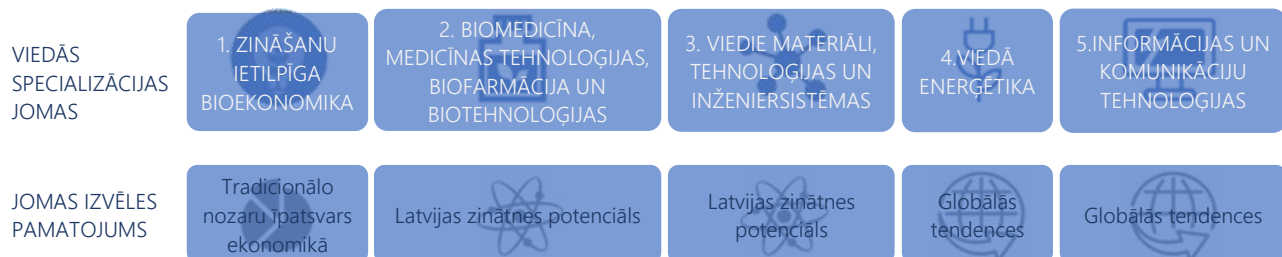 VIEDĀS
SPECIALIZĀCIJAS
JOMAS
1. ZINĀŠANU
IETILPĪGA
BIOEKONOMIKA
2. BIOMEDICĪNA,
MEDICĪNAS TEHNOLOĢIJAS,
BIOFARMĀCIJA UN
BIOTEHNOLOĢIJAS
3. VIEDIE MATERIĀLI,
TEHNOLOĢIJAS UN
INŽENIERSISTĒMAS
4.VIEDĀ
ENERĢĒTIKA
5.INFORMĀCIJAS UN
KOMUNIKĀCIJU
TEHNOLOĢIJAS
JOMAS IZVĒLES
PAMATOJUMS
Tradicionālo
nozaru īpatsvars
ekonomikā
Latvijas zinātnes potenciāls
Latvijas zinātnes
potenciāls
Globālās
tendences
Globālās tendences